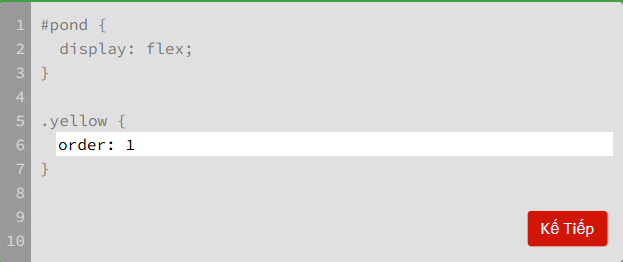 1 #pond {
2 display: flex;
3 }
4
5 .yellow {
6 order: 1
7 }
8
9
10
Kế Tiếp